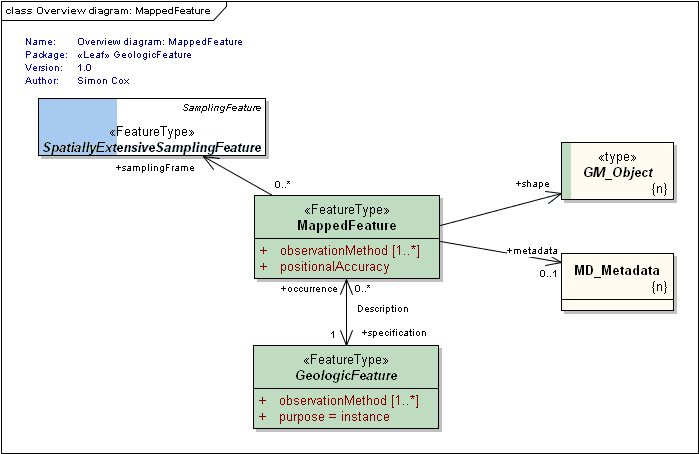 class Overview diagram: MappedFeature
Name: Overview diagram: MappedFeature
Package: «Leaf» GeologicFeature
Version: 1.0
Author: Simon Cox
SamplingFeature
«FeatureType»
SpatiallyExtensiveSamplingFeature
+samplingFrame
0..*
«type»
GM_Object
{n}
+shape
«FeatureType»
MappedFeature
+ observationMethod [1..*]
+ positionalAccuracy
+metadata
0..1
MD_Metadata
{n}
+occurrence 0..*
Description
1 +specification
«FeatureType»
GeologicFeature
+ observationMethod [1..*]
+ purpose = instance